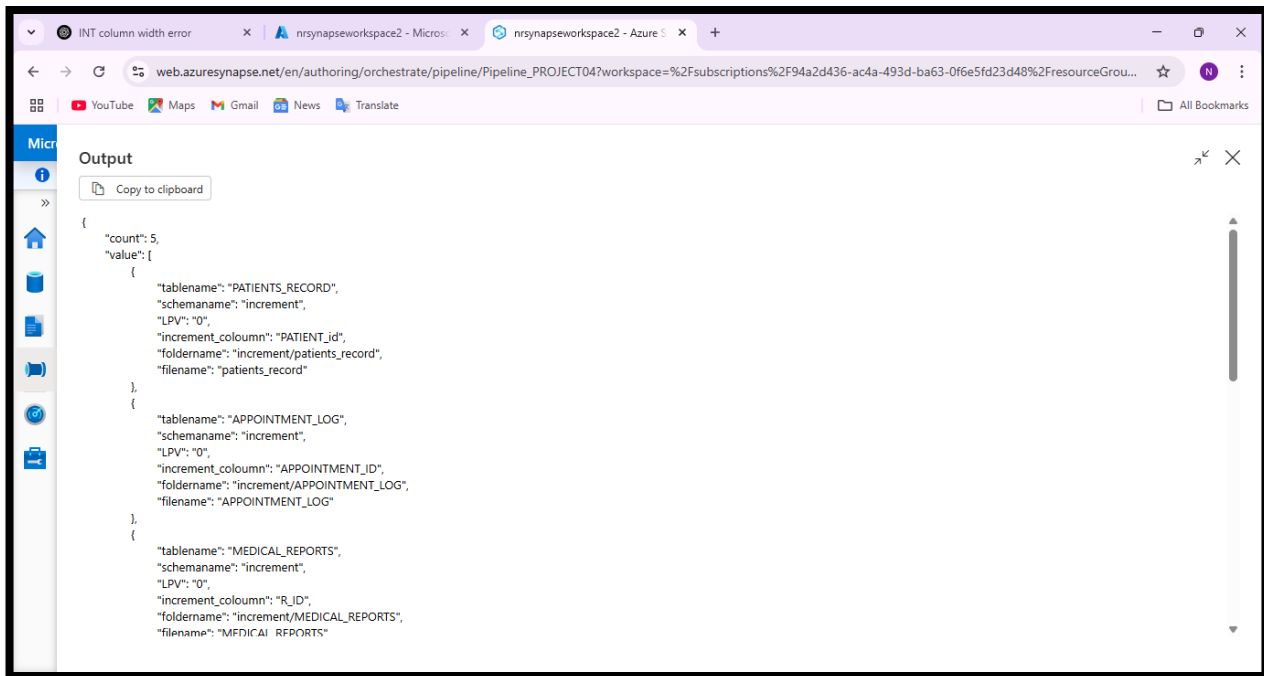 INT column width error
nrsynapseworkspace2 - Microso
nrsynapseworkspace2 - Azure S
web.azuresynapse.net/en/authoring/orchestrate/pipeline/Pipeline_PROJECT04?workspace=%2Fsubscriptions%2F94a2d436-ac4a-493d-ba63-0f6e5fd23d48%2FresourceGrou...
N
YouTube Maps Gmail News Translate All Bookmarks
Micr
Output
Copy to clipboard
{
"count": 5,
"value": [
{
"tablename": "PATIENTS_RECORD",
"schemaname": "increment",
"LPV": "0",
"increment_coloumn": "PATIENT_id",
"foldername": "increment/patients_record",
"filename": "patients_record"
},
{
"tablename": "APPOINTMENT_LOG",
"schemaname": "increment",
"LPV": "0",
"increment_coloumn": "APPOINTMENT_ID",
"foldername": "increment/APPOINTMENT_LOG",
"filename": "APPOINTMENT_LOG"
},
{
"tablename": "MEDICAL_REPORTS",
"schemaname": "increment",
"LPV": "0",
"increment_coloumn": "R_ID",
"foldername": "increment/MEDICAL_REPORTS",
"filename": "MEDICAL_REPORTS"